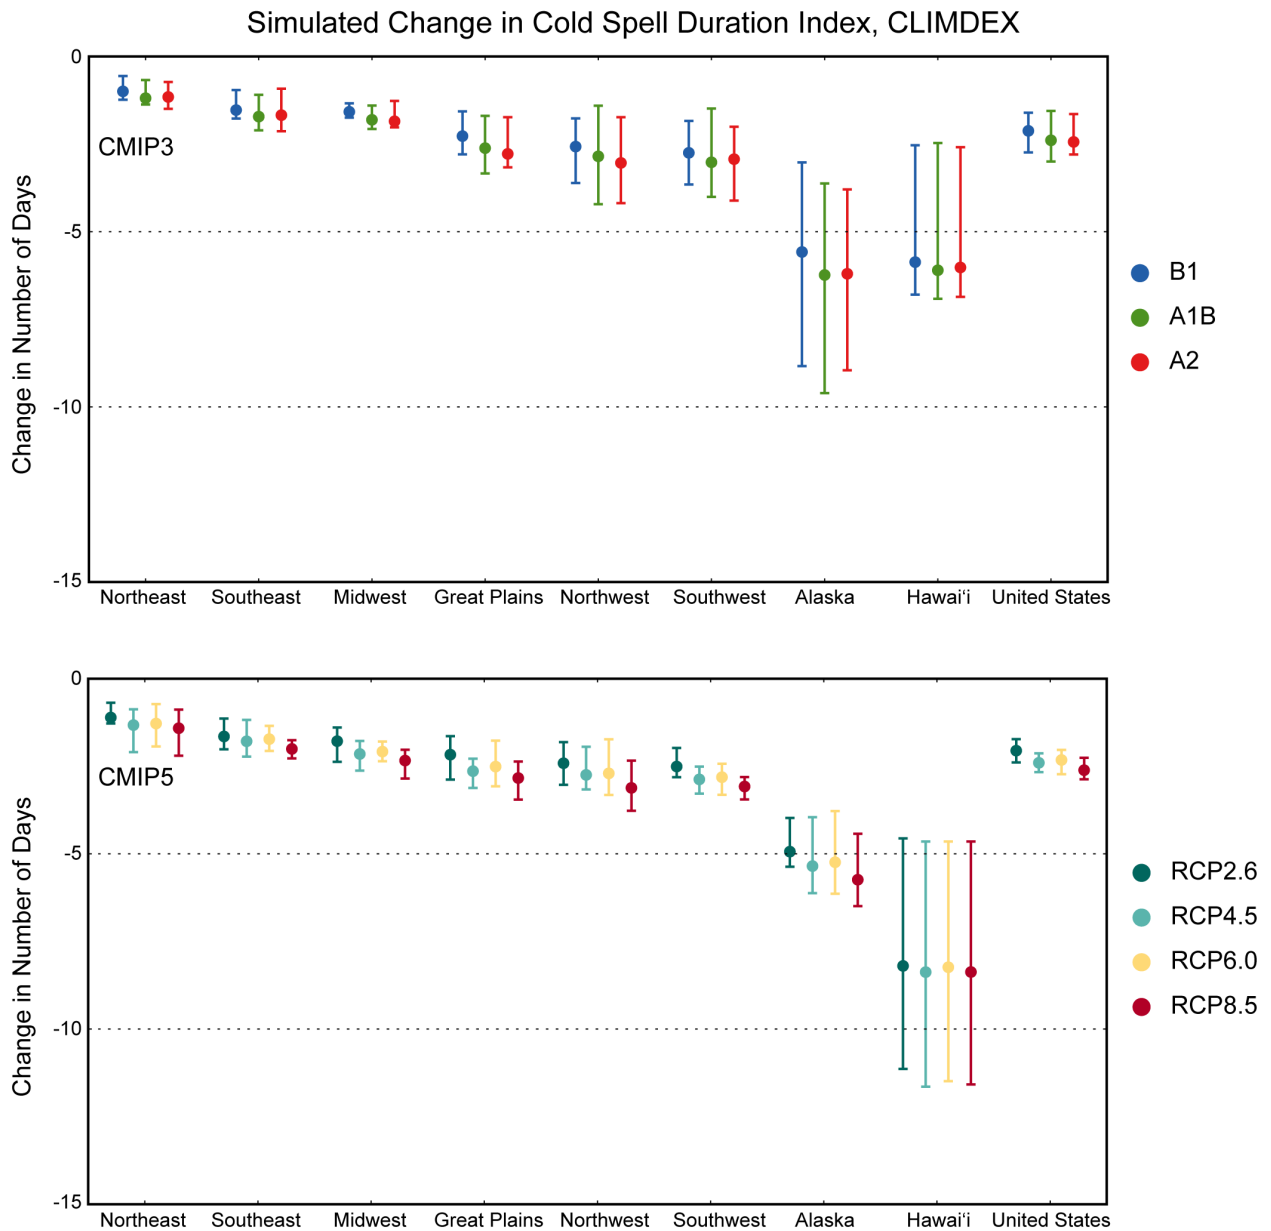 Simulated Change in Cold Spell Duration Index, CLIMDEX
Change in Number of Days
0
-5
-10
-15
CMIP3
Northeast Southeast Midwest Great Plains Northwest Southwest Alaska Hawai‘i United States
B1
A1B
A2
Change in Number of Days
0
-5
-10
-15
CMIP5
Northeast Southeast Midwest Great Plains Northwest Southwest Alaska Hawai‘i United States
RCP2.6
RCP4.5
RCP6.0
RCP8.5